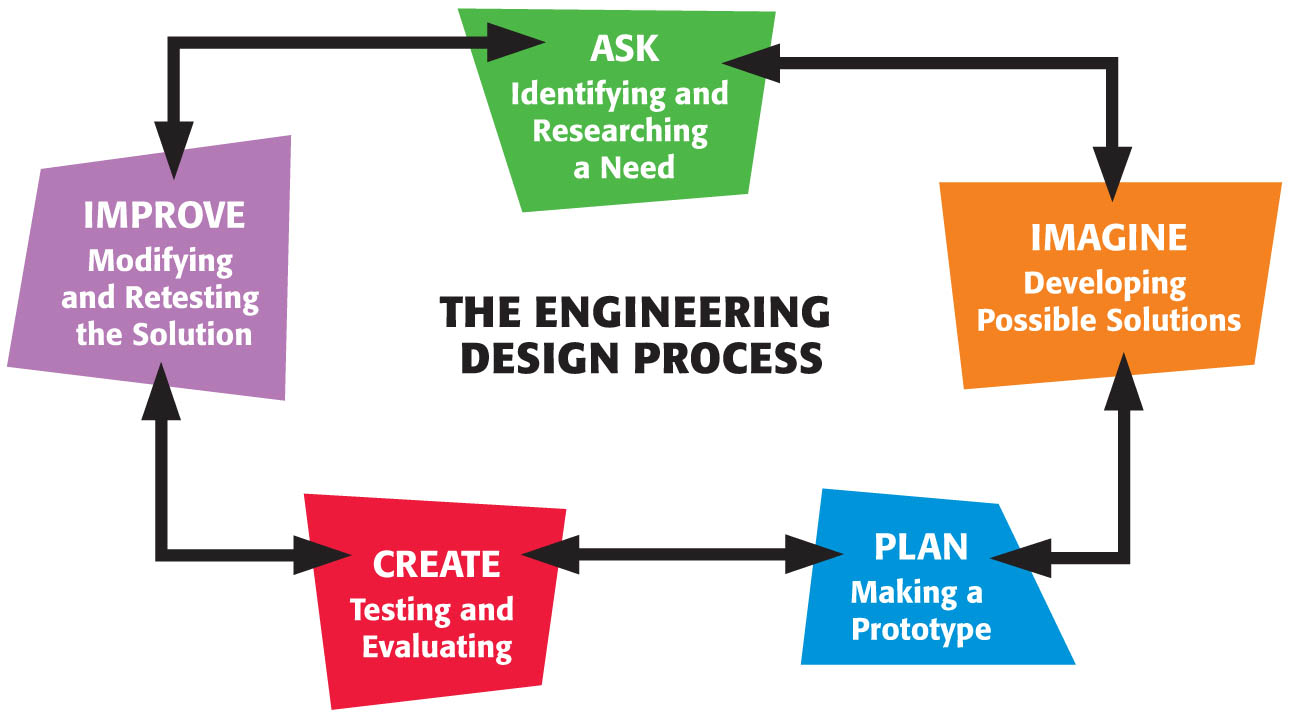 ASK
Identifying and
Researching
a Need
IMAGINE
Developing
Possible Solutions
PLAN
Making a
Prototype
CREATE
Testing and
Evaluating
IMPROVE
Modifying
and Retesting
the Solution
THE ENGINEERING
DESIGN PROCESS